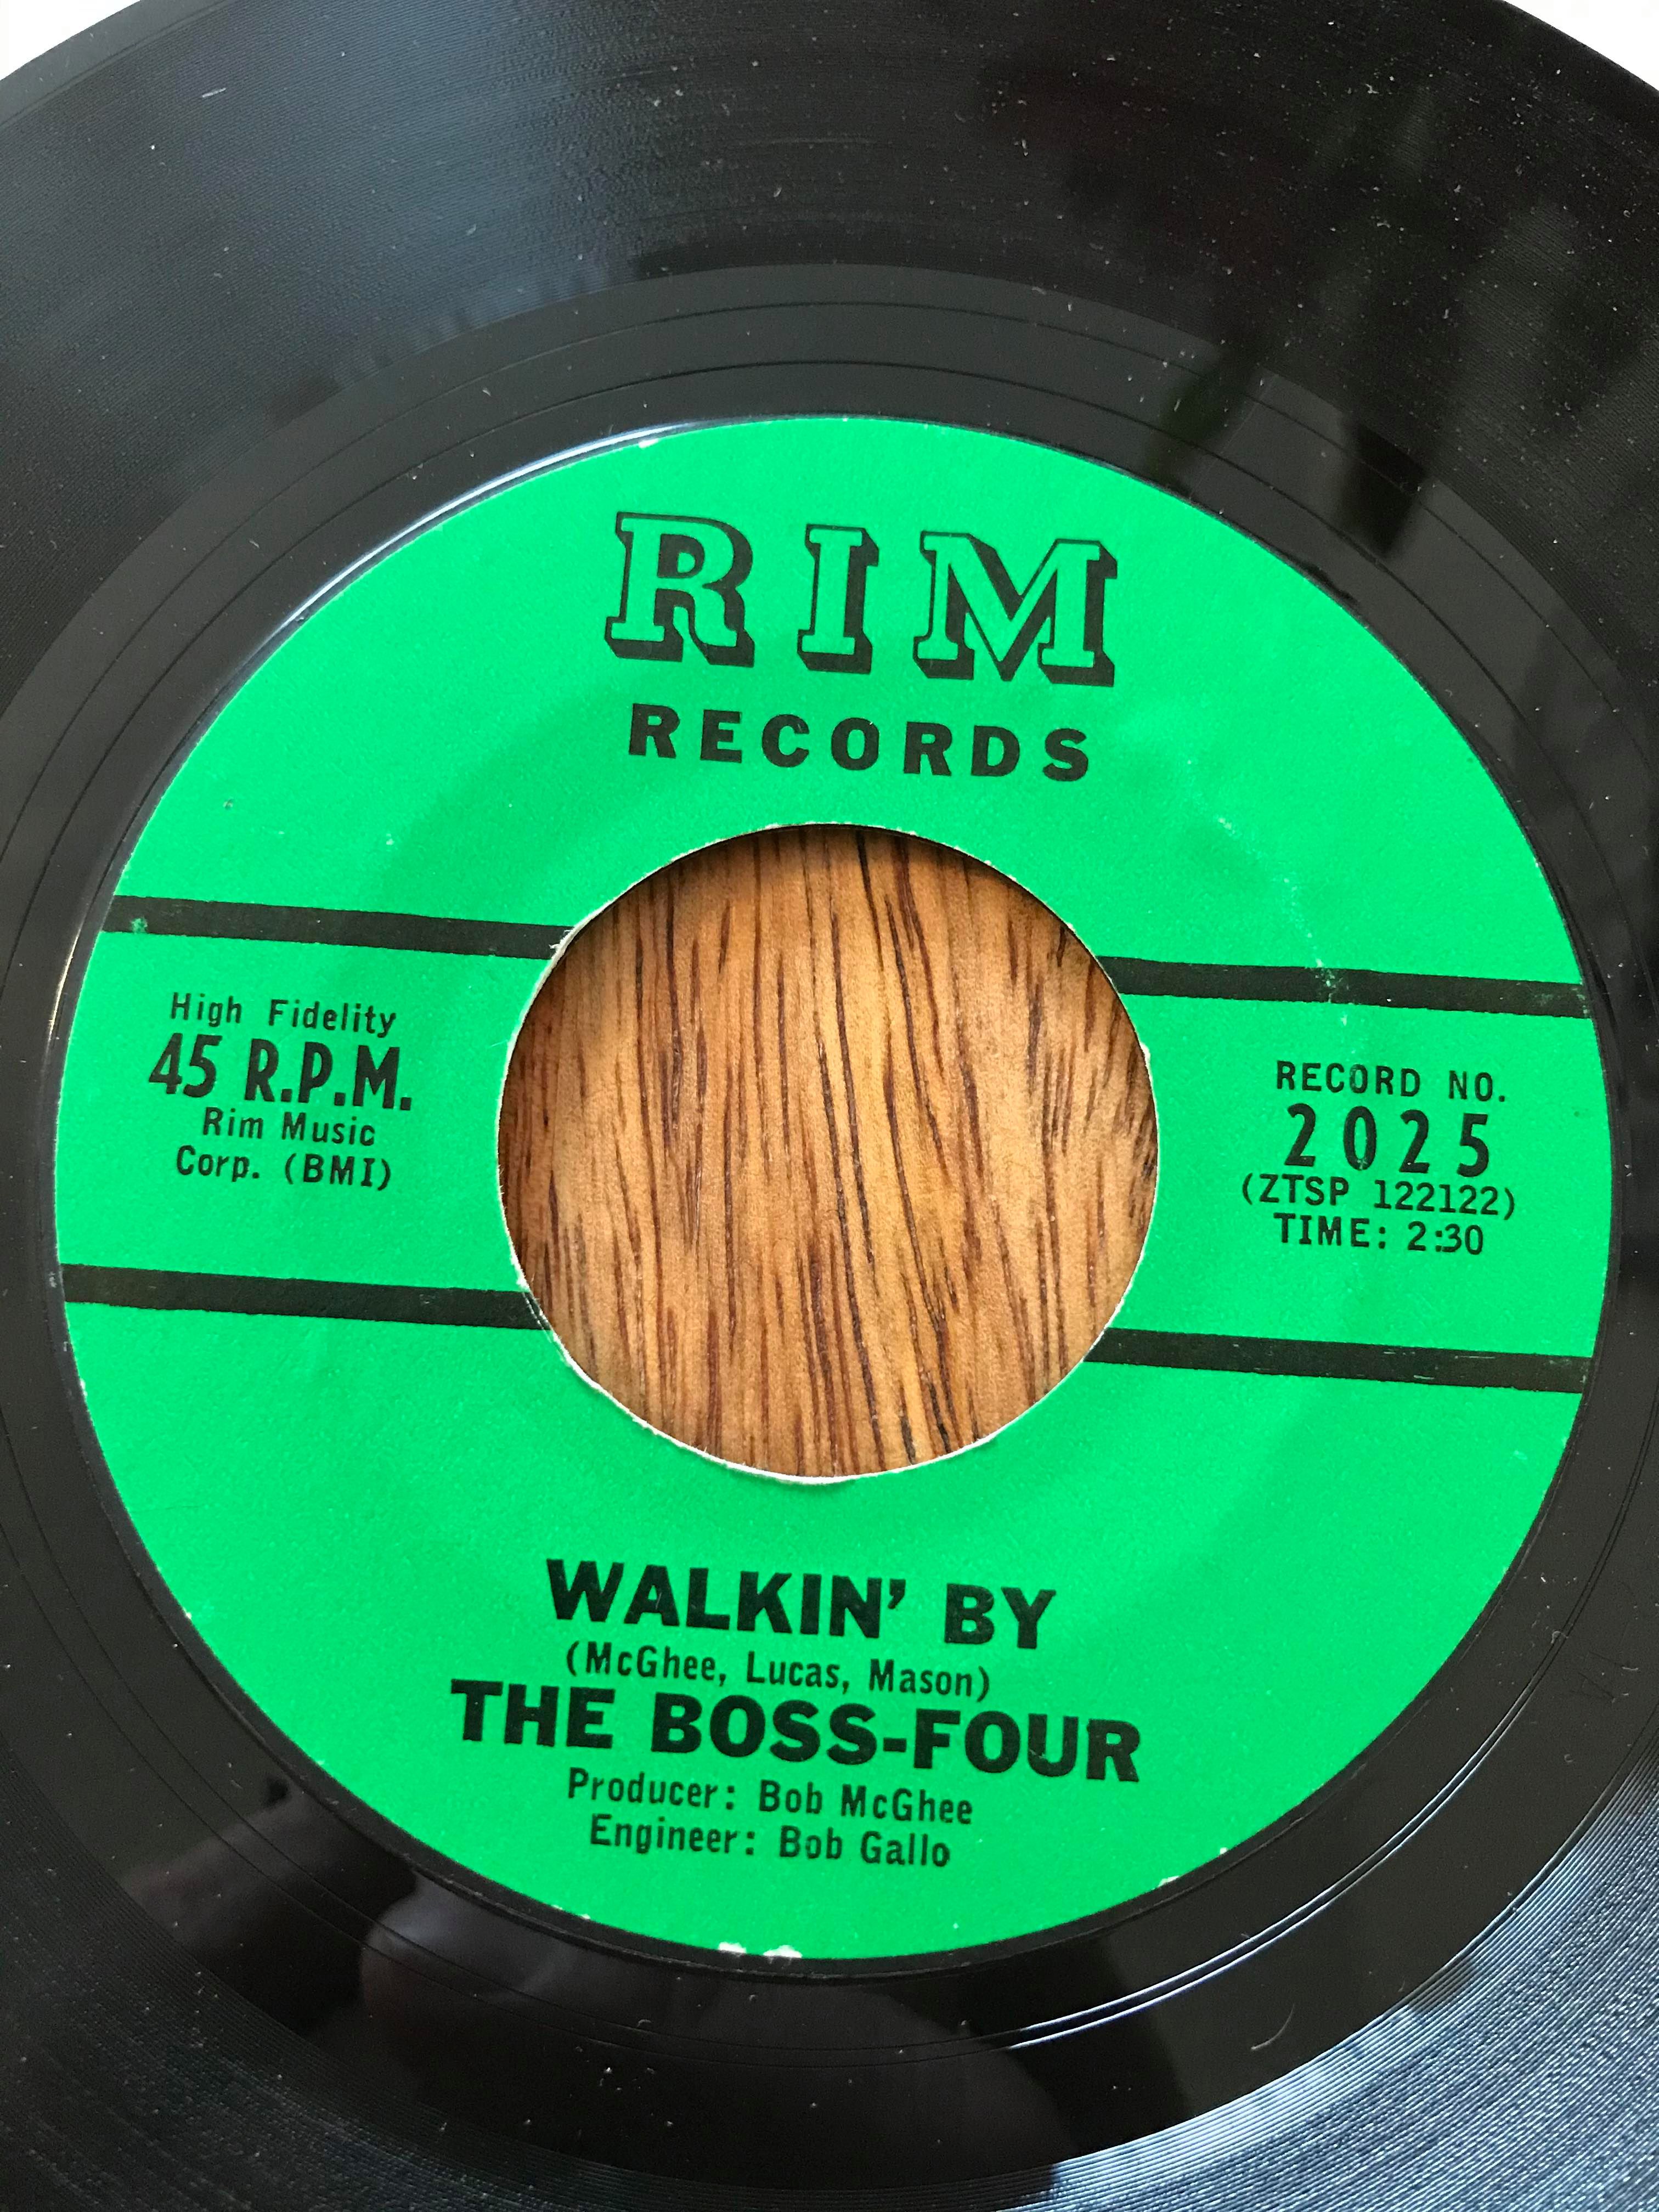 RIM
RECORDS
High Fidelity
45 R.P.M.
Rim Music
Corp. (BMI)
RECORD NO.
2025
(ZTSP 122122)
TIME: 2:30
WALKIN' BY
(McGhee, Lucas, Mason)
THE BOSS-FOUR
Producer: Bob McGhee
Engineer: Bob Gallo